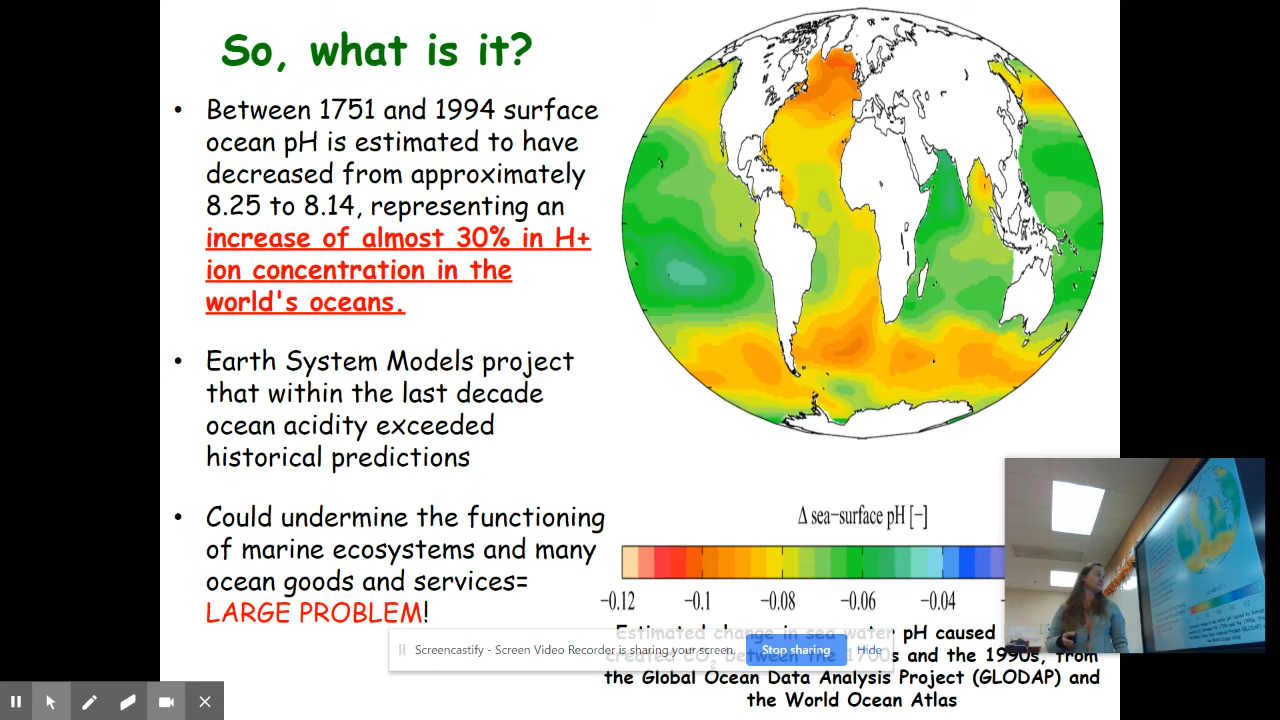 So, what is it?
• Between 1751 and 1994 surface
ocean pH is estimated to have
decreased from approximately
8.25 to 8.14, representing an
increase of almost 30% in H+
ion concentration in the
world's oceans.
• Earth System Models project
that within the last decade
ocean acidity exceeded
historical predictions
• Could undermine the functioning
of marine ecosystems and many
ocean goods and services=
LARGE PROBLEM!
Δ sea-surface pH [-]
-0.12 -0.1 -0.08 -0.06 -0.04
Estimated change in sea water pH caused
created CO2 between the 1700s and the 1990s, from
the Global Ocean Data Analysis Project (GLODAP) and
the World Ocean Atlas
Screencastify - Screen Video Recorder is sharing your screen.
Stop sharing
Hide